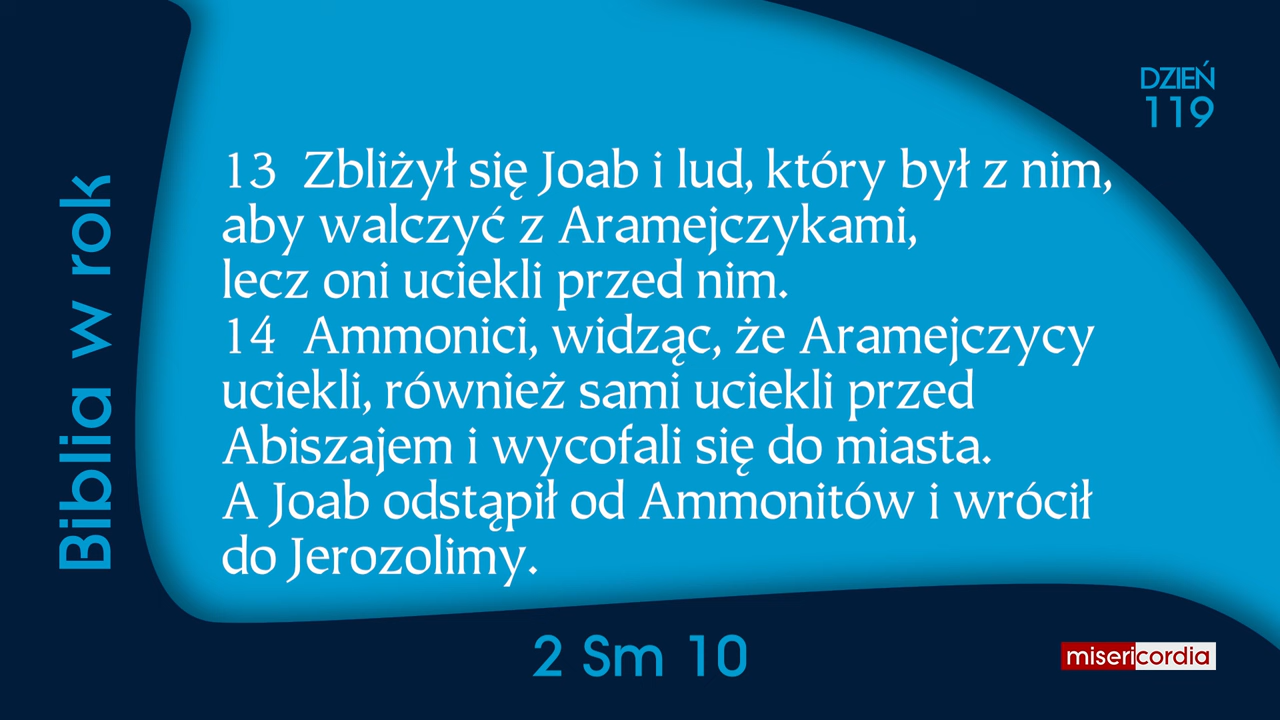 DZIEŃ
119
13 Zbliżył się Joab i lud, który był z nim,
aby walczyć z Aramejczykami,
lecz oni uciekli przed nim.
14 Ammonici, widząc, że Aramejczycy
uciekli, również sami uciekli przed
Abiszajem i wycofali się do miasta.
A Joab odstąpił od Ammonitów i wrócił
do Jerozolimy.
Biblia w rok
2 Sm 10
misericordia